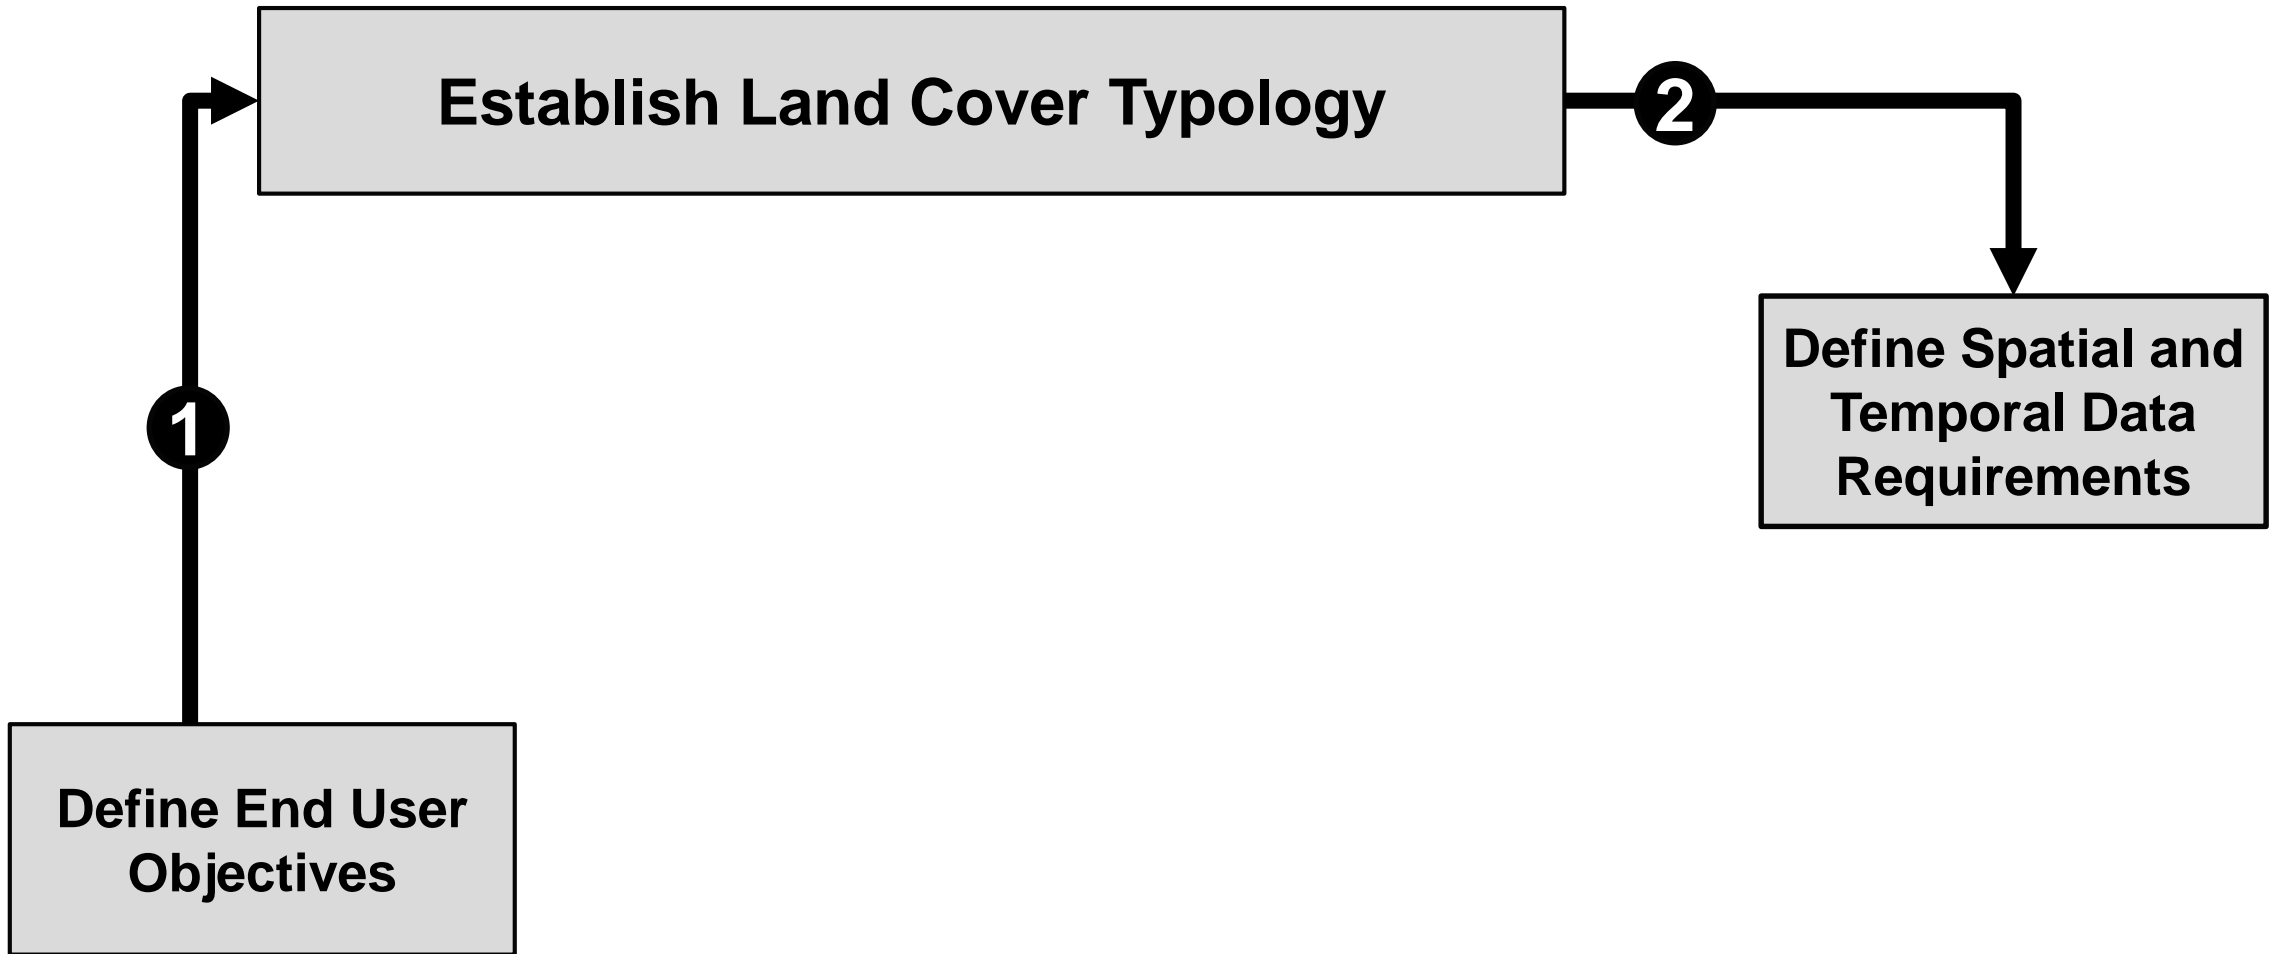 Establish Land Cover Typology
2
Define Spatial and
Temporal Data
Requirements
1
Define End User
Objectives